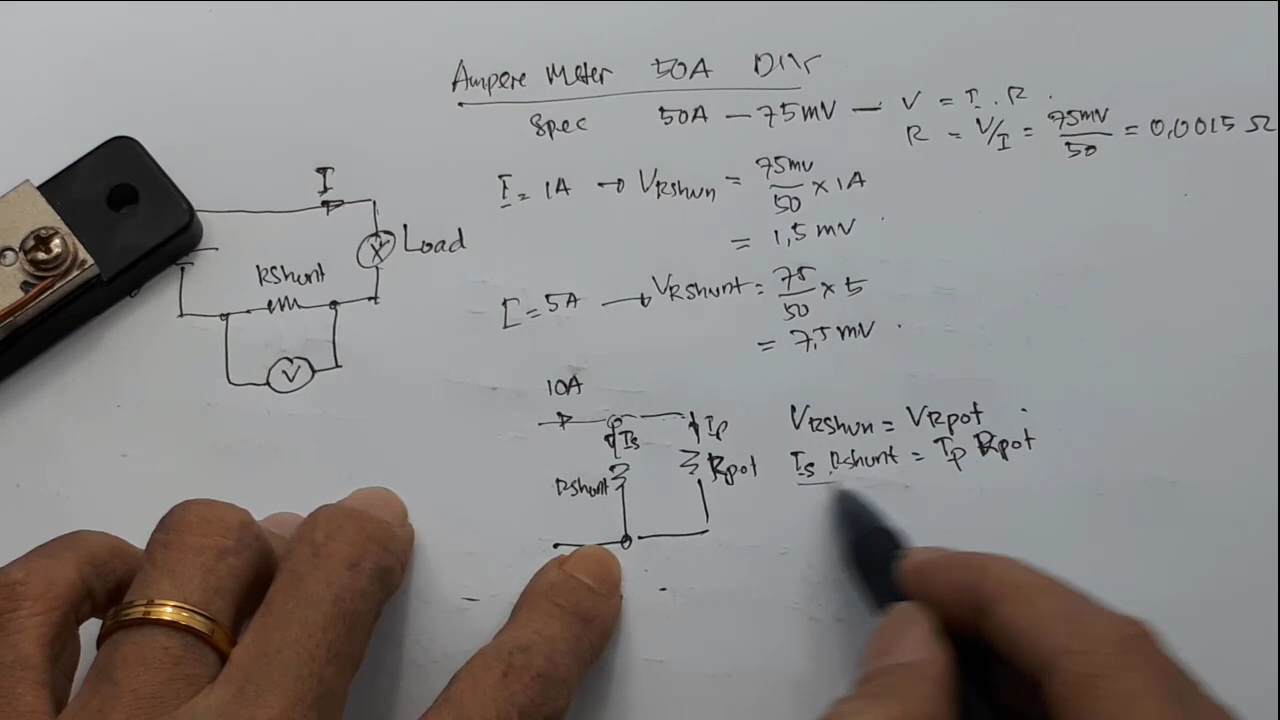 Ampere Meter 50A
Spec 50A — 75mV — V = I . R
R = V/I = 75mV/50 = 0,0015 Ω
I = 1A → VRshun = 75mv/50 × 1A
= 1,5 mV
I = 5A → VRshunt = 75/50 × 5
= 7,5 mV
I
Load
Rshunt
V
10A
Is
Ip
Rshunt
Rpot
VRshun = VRpot
Is . Rshunt = Ip Rpot